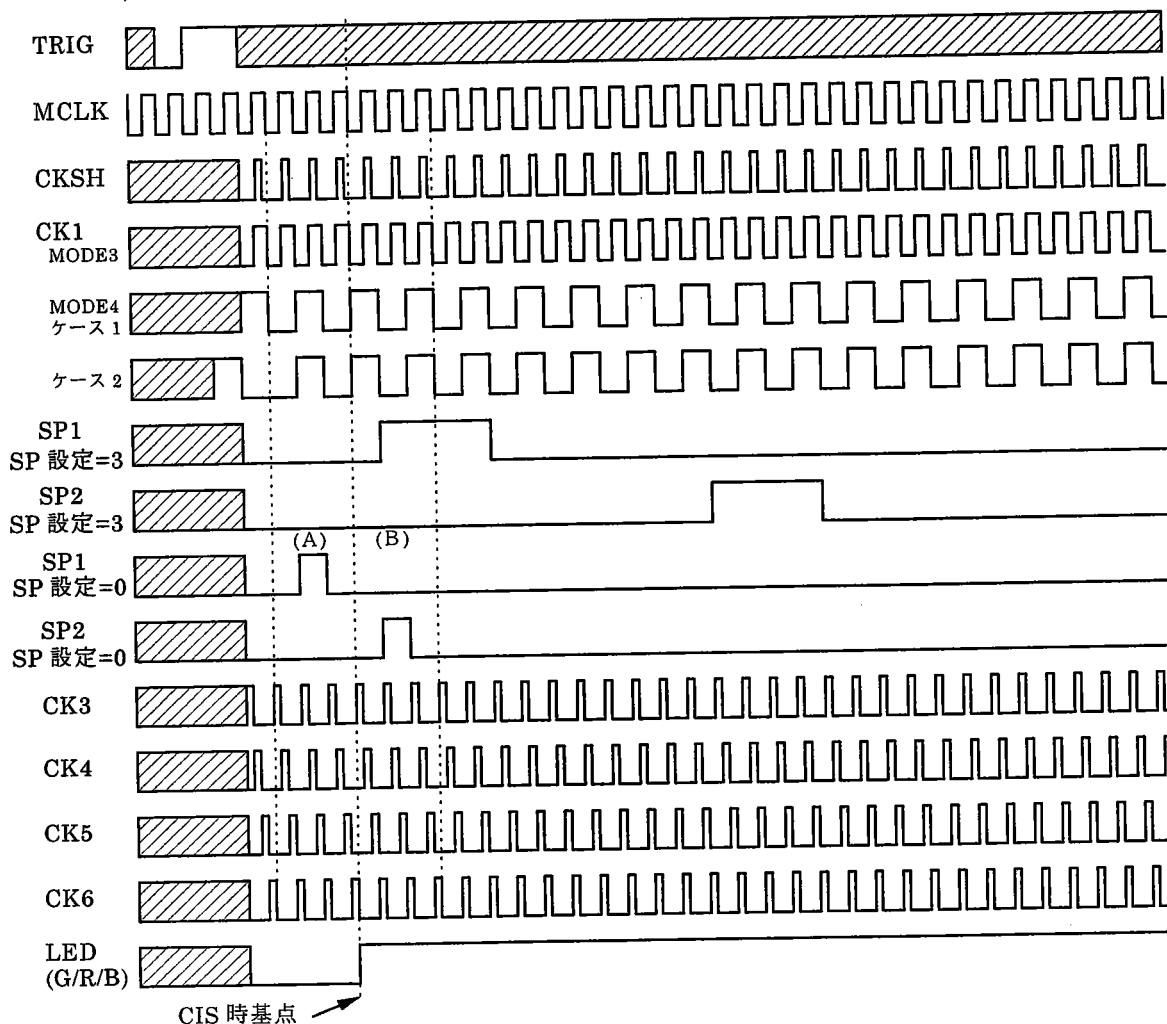 TRIG
MCLK
CKSH
CK1
MODE3
MODE4
ケース 1
ケース 2
SP1
SP 設定=3
SP2
SP 設定=3
(A)
(B)
SP1
SP 設定=0
SP2
SP 設定=0
CK3
CK4
CK5
CK6
LED
(G/R/B)
CIS 時基点